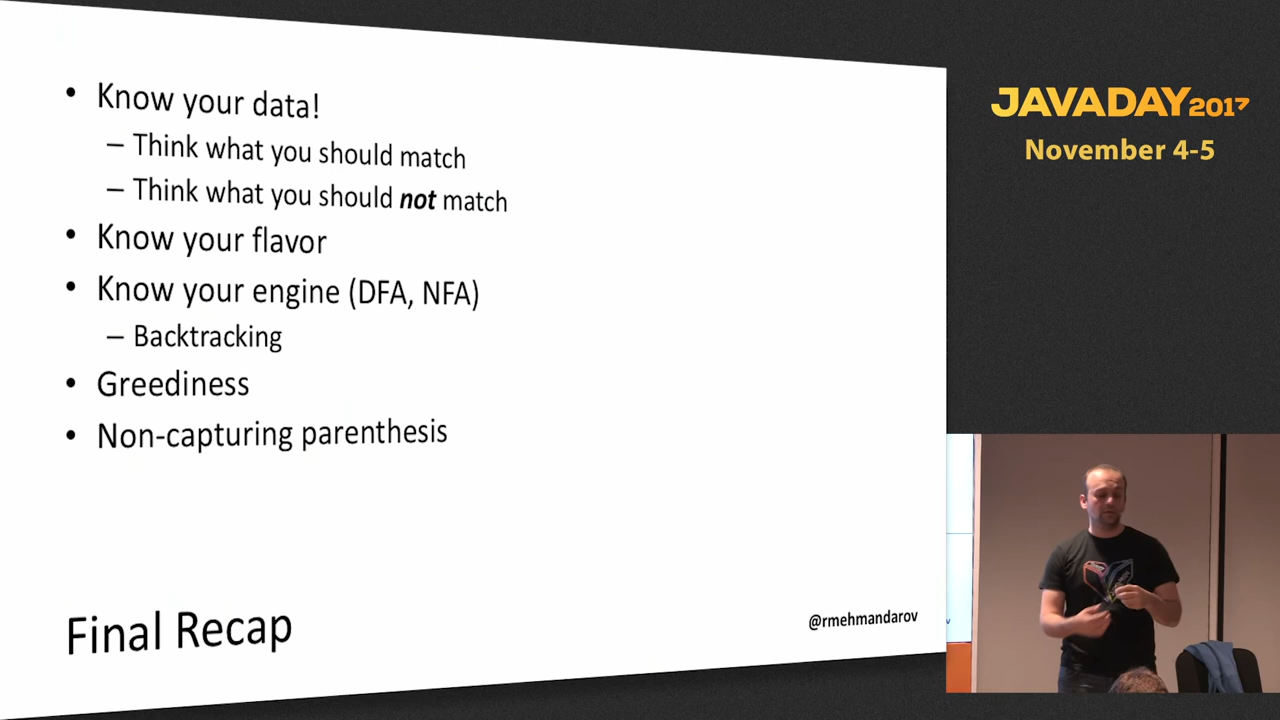 • Know your data!
– Think what you should match
– Think what you should not match
• Know your flavor
• Know your engine (DFA, NFA)
– Backtracking
• Greediness
• Non-capturing parenthesis
Final Recap
@rmehmandarov
JAVADAY2017
November 4-5